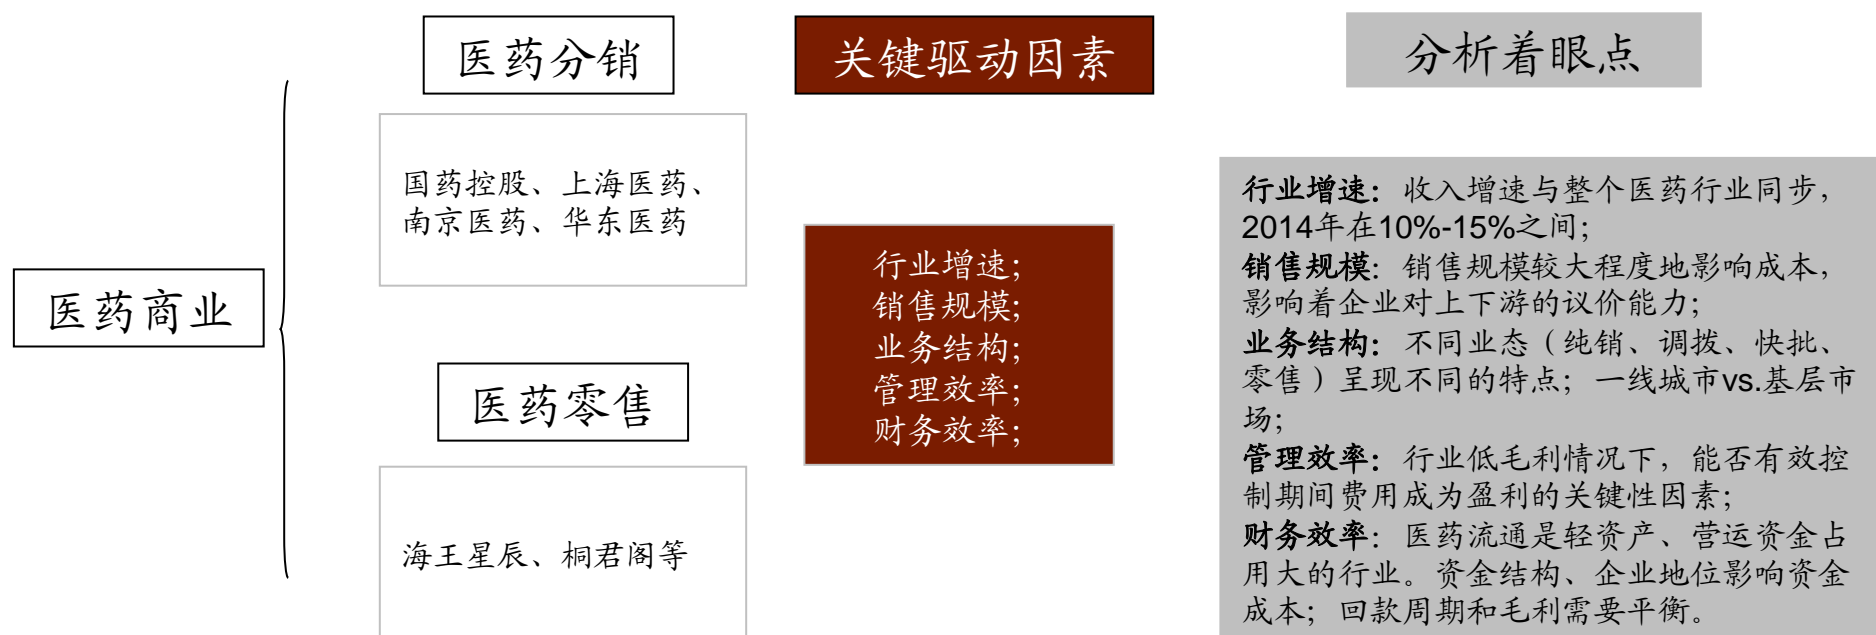 医药商业
医药分销
国药控股、上海医药、
南京医药、华东医药
医药零售
海王星辰、桐君阁等
关键驱动因素
行业增速；
销售规模；
业务结构；
管理效率；
财务效率；
分析着眼点
行业增速：收入增速与整个医药行业同步，
2014年在10%-15%之间；
销售规模：销售规模较大程度地影响成本，
影响着企业对上下游的议价能力；
业务结构：不同业态（纯销、调拨、快批、
零售）呈现不同的特点；一线城市vs.基层市
场；
管理效率：行业低毛利情况下，能否有效控
制期间费用成为盈利的关键性因素；
财务效率：医药流通是轻资产、营运资金占
用大的行业。资金结构、企业地位影响资金
成本；回款周期和毛利需要平衡。